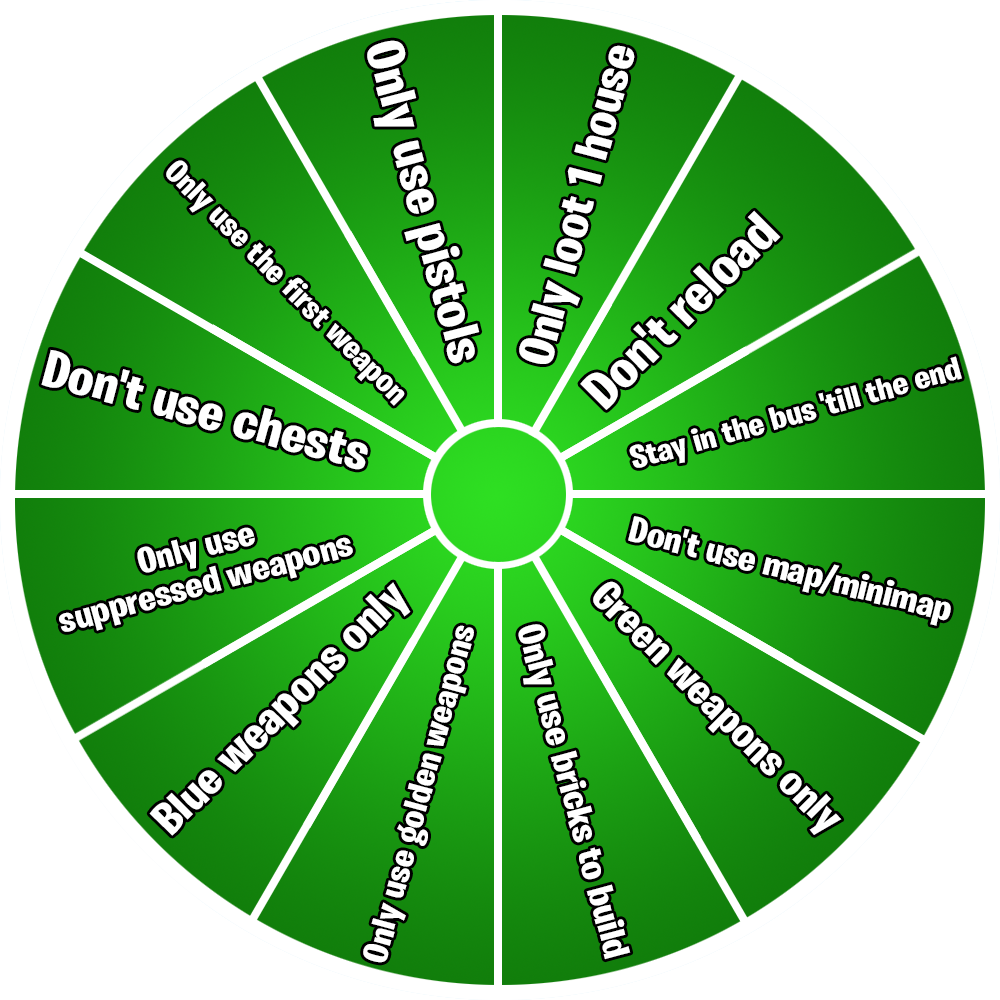 Only loot 1 house
Don't reload
Stay in the bus 'till the end
Don't use map/minimap
Green weapons only
Only use bricks to build
Only use golden weapons
Blue weapons only
Only use
suppressed weapons
Don't use chests
Only use the first weapon
Only use pistols